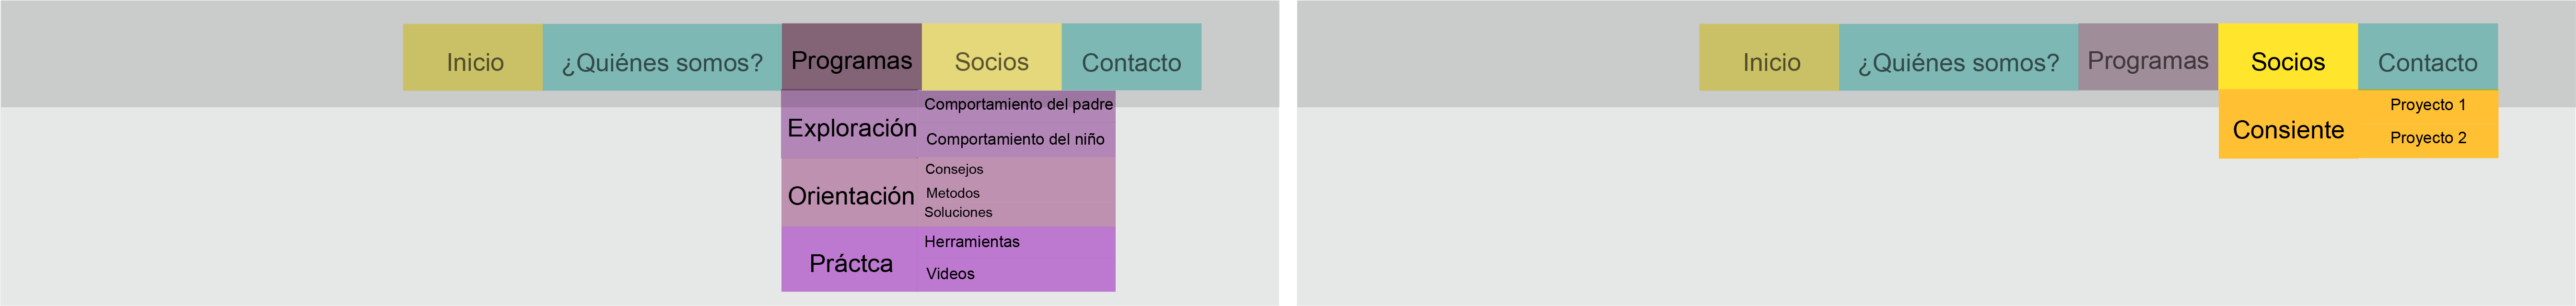 Inicio ¿Quiénes somos? Programas Socios Contacto
Exploración
Comportamiento del padre
Comportamiento del niño
Orientación
Consejos
Metodos
Soluciones
Práctca
Herramientas
Videos
Inicio ¿Quiénes somos? Programas Socios Contacto
Consiente
Proyecto 1
Proyecto 2